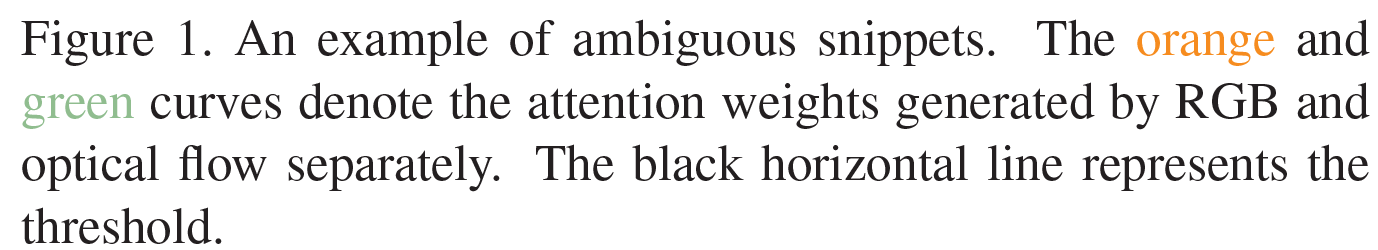 Figure 1. An example of ambiguous snippets. The orange and
green curves denote the attention weights generated by RGB and
optical flow separately. The black horizontal line represents the
threshold.